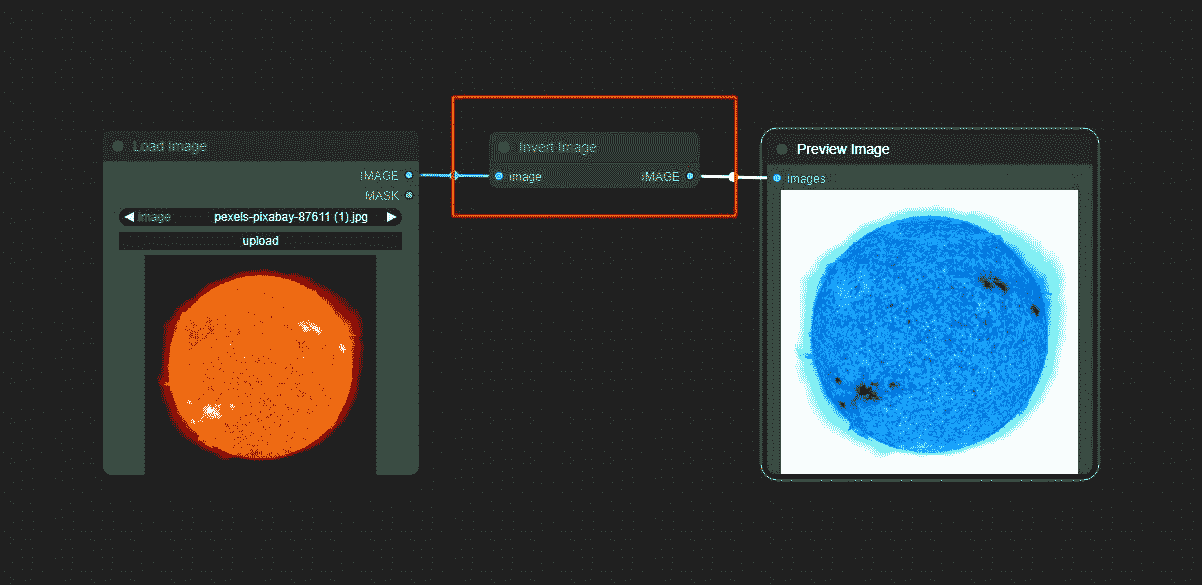 Load Image
IMAGE
MASK
image pexels-pixabay-87611 (1).jpg
upload
Invert Image
image IMAGE
Preview Image
images